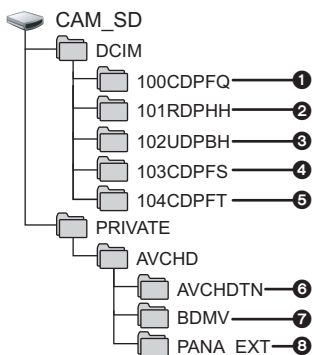 CAM_SD
DCIM
100CDPFQ ❶
101RDPHH ❷
102UDPBH ❸
103CDPFS ❹
104CDPFT ❺
PRIVATE
AVCHD
AVCHDTN ❻
BDMV ❼
PANA_EXT ❽